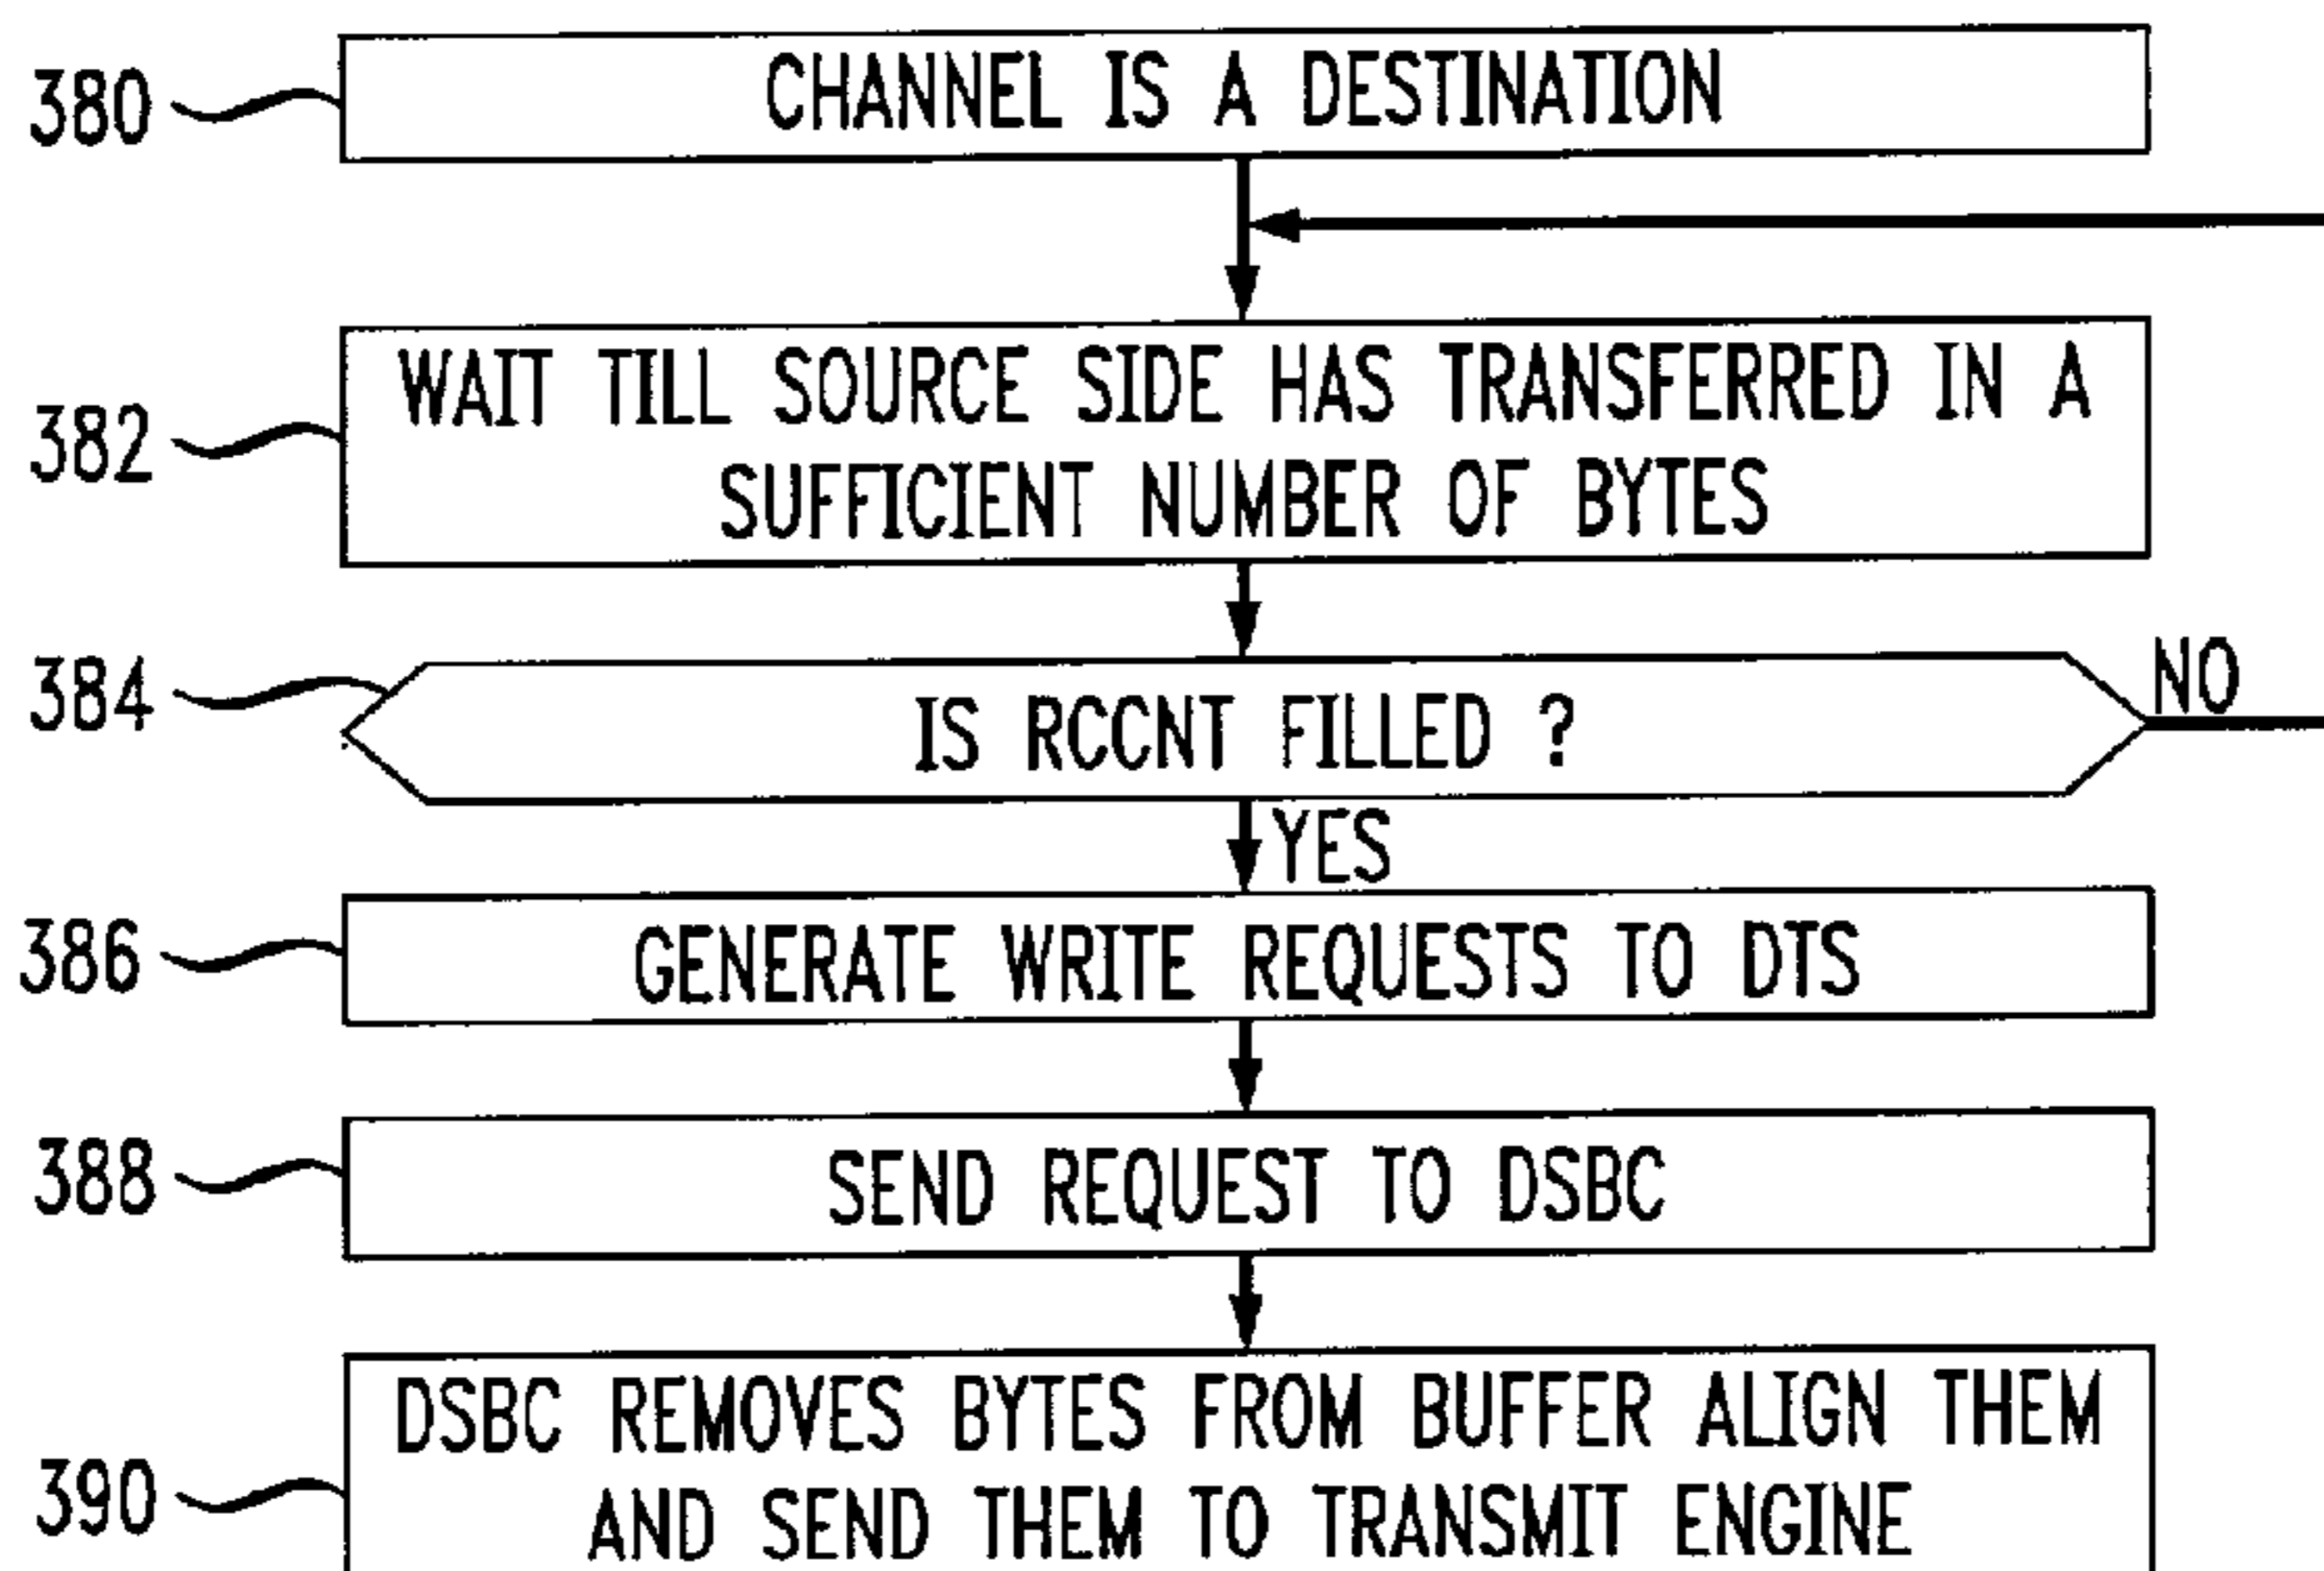 380
CHANNEL IS A DESTINATION
382
WAIT TILL SOURCE SIDE HAS TRANSFERRED IN A
SUFFICIENT NUMBER OF BYTES
384
IS RCCNT FILLED ?
NO
YES
386
GENERATE WRITE REQUESTS TO DTS
388
SEND REQUEST TO DSBC
390
DSBC REMOVES BYTES FROM BUFFER ALIGN THEM
AND SEND THEM TO TRANSMIT ENGINE